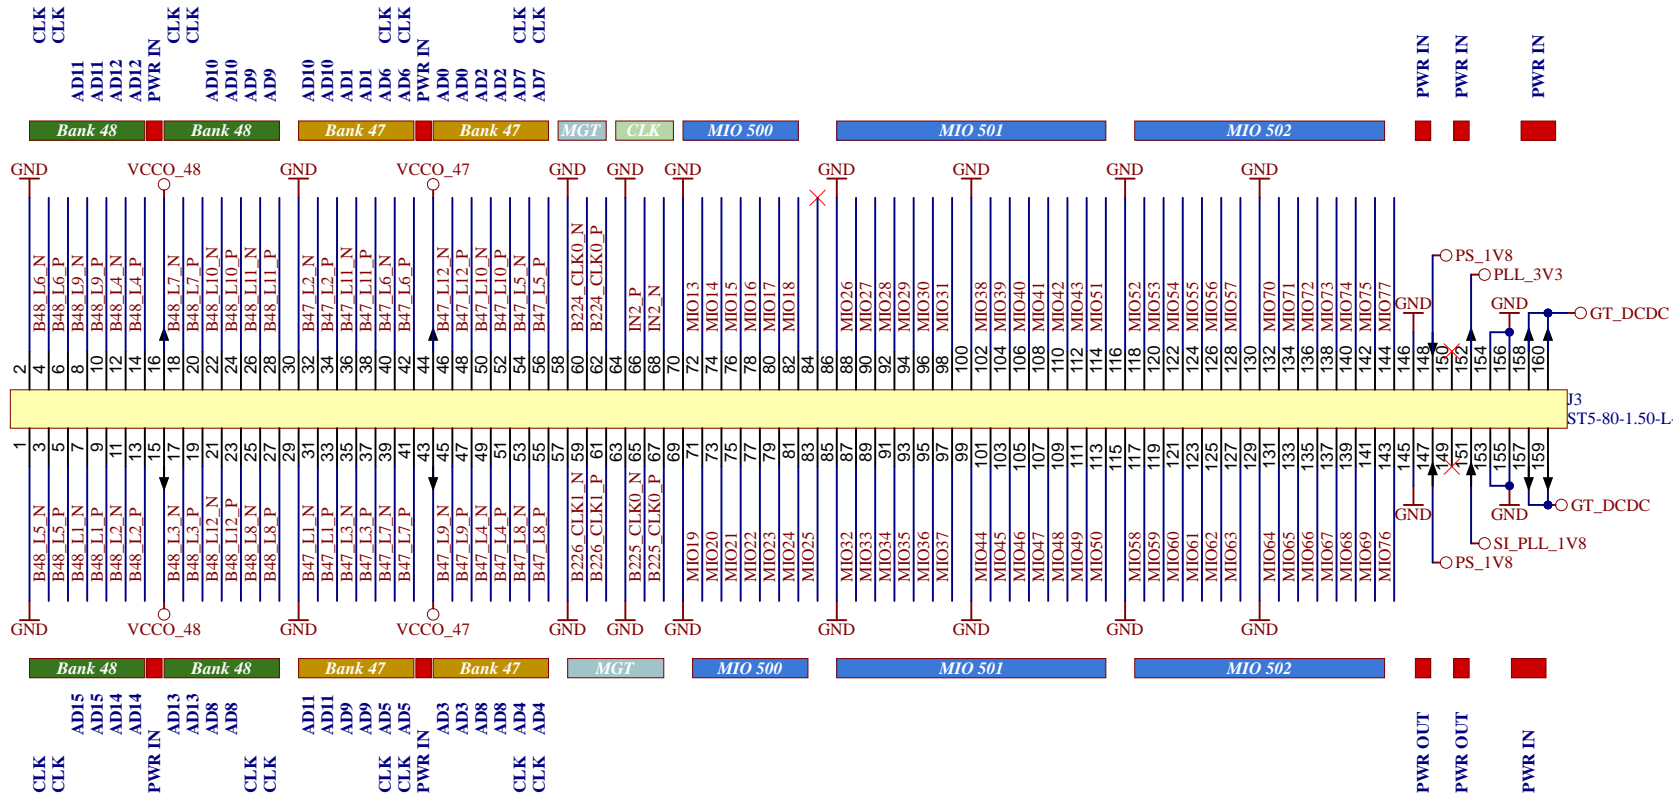 CLK CLK CLK CLK CLK CLK CLK CLK
AD11 AD11 AD12 AD12 PWR IN AD10 AD10 AD9 AD9 AD10 AD10 AD1 AD1 AD6 AD6 PWR IN AD0 AD0 AD2 AD2 AD7 AD7 PWR IN PWR IN PWR IN
Bank 48 Bank 48 Bank 47 Bank 47 MGT CLK MIO 500 MIO 501 MIO 502
GND VCCO_48 GND VCCO_47 GND GND GND GND GND GND GND
B48_L6_N B48_L6_P B48_L9_N B48_L9_P B48_L4_N B48_L4_P B48_L7_N B48_L7_P B48_L10_N B48_L10_P B48_L11_N B48_L11_P B47_L2_N B47_L2_P B47_L11_N B47_L11_P B47_L6_N B47_L6_P B47_L12_N B47_L12_P B47_L10_N B47_L10_P B47_L5_N B47_L5_P B224_CLK0_N B224_CLK0_P IN2_P IN2_N MIO13 MIO14 MIO15 MIO16 MIO17 MIO18 MIO26 MIO27 MIO28 MIO29 MIO30 MIO31 MIO38 MIO39 MIO40 MIO41 MIO42 MIO43 MIO51 MIO52 MIO53 MIO54 MIO55 MIO56 MIO57 MIO70 MIO71 MIO72 MIO73 MIO74 MIO75 MIO77
PS_1V8
PLL_3V3
GND GND GT_DCDC
2 4 6 8 10 12 14 16 18 20 22 24 26 28 30 32 34 36 38 40 42 44 46 48 50 52 54 56 58 60 62 64 66 68 70 72 74 76 78 80 82 84 86 88 90 92 94 96 98 100 102 104 106 108 110 112 114 116 118 120 122 124 126 128 130 132 134 136 138 140 142 144 146 148 150 152 154 156 158 160
J3
ST5-80-1.50-L-
1 3 5 7 9 11 13 15 17 19 21 23 25 27 29 31 33 35 37 39 41 43 45 47 49 51 53 55 57 59 61 63 65 67 69 71 73 75 77 79 81 83 85 87 89 91 93 95 97 99 101 103 105 107 109 111 113 115 117 119 121 123 125 127 129 131 133 135 137 139 141 143 145 147 149 151 153 155 157 159
B48_L5_N B48_L5_P B48_L1_N B48_L1_P B48_L2_N B48_L2_P B48_L3_N B48_L3_P B48_L12_N B48_L12_P B48_L8_N B48_L8_P B47_L1_N B47_L1_P B47_L3_N B47_L3_P B47_L7_N B47_L7_P B47_L9_N B47_L9_P B47_L4_N B47_L4_P B47_L8_N B47_L8_P B226_CLK1_N B226_CLK1_P B225_CLK0_N B225_CLK0_P MIO19 MIO20 MIO21 MIO22 MIO23 MIO24 MIO25 MIO32 MIO33 MIO34 MIO35 MIO36 MIO37 MIO44 MIO45 MIO46 MIO47 MIO48 MIO49 MIO50 MIO58 MIO59 MIO60 MIO61 MIO62 MIO63 MIO64 MIO65 MIO66 MIO67 MIO68 MIO69 MIO76
GND GND GT_DCDC
SI_PLL_1V8
PS_1V8
GND VCCO_48 GND VCCO_47 GND GND GND GND GND GND GND
Bank 48 Bank 48 Bank 47 Bank 47 MGT MIO 500 MIO 501 MIO 502
AD15 AD15 AD14 AD14 AD13 AD13 AD8 AD8 AD11 AD11 AD9 AD9 AD5 AD5 AD3 AD3 AD8 AD8 AD4 AD4
CLK CLK PWR IN CLK CLK CLK CLK PWR IN CLK CLK PWR OUT PWR OUT PWR IN